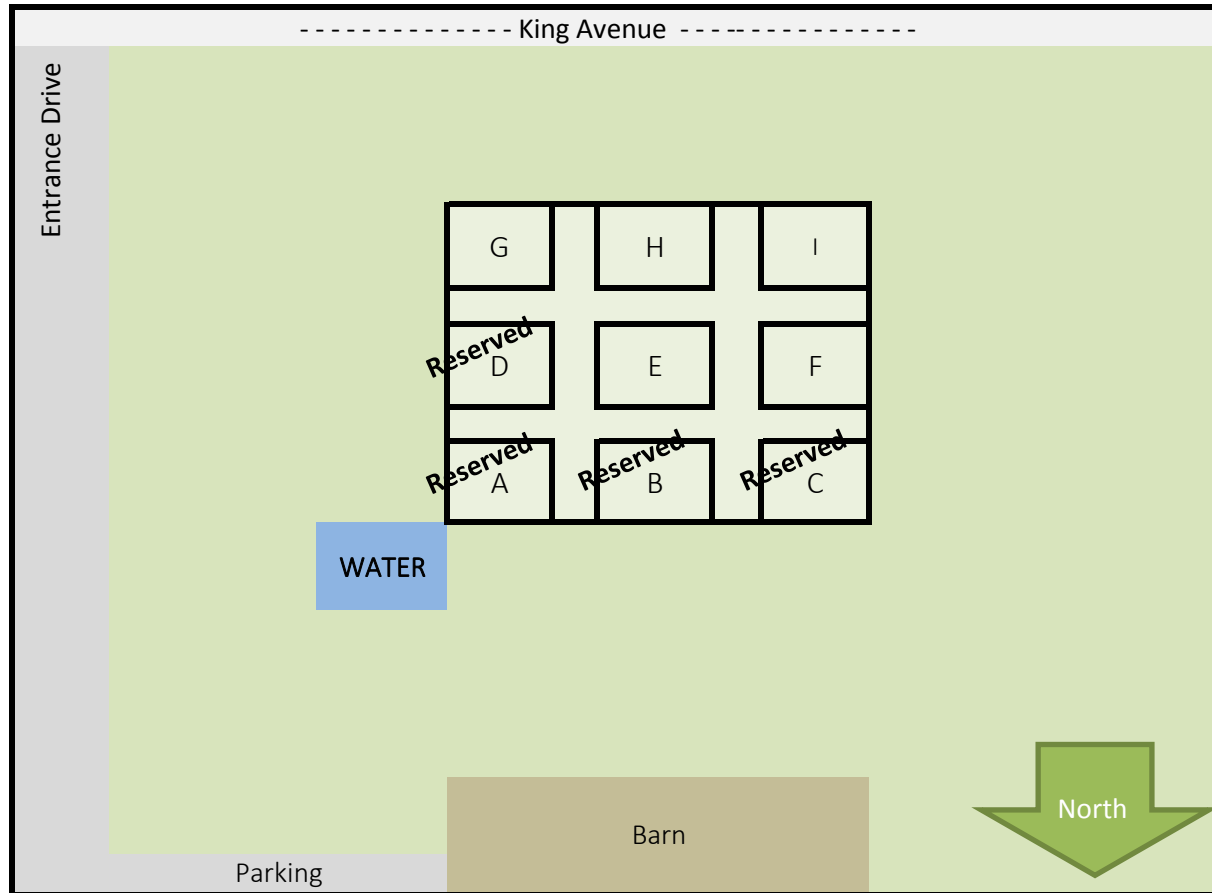 - - - - - - - - - - - - - - King Avenue - - - -- - - - - - - - - - -
Entrance Drive
G
H
I
Reserved
D
E
F
Reserved
A
Reserved
B
Reserved
C
WATER
North
Barn
Parking